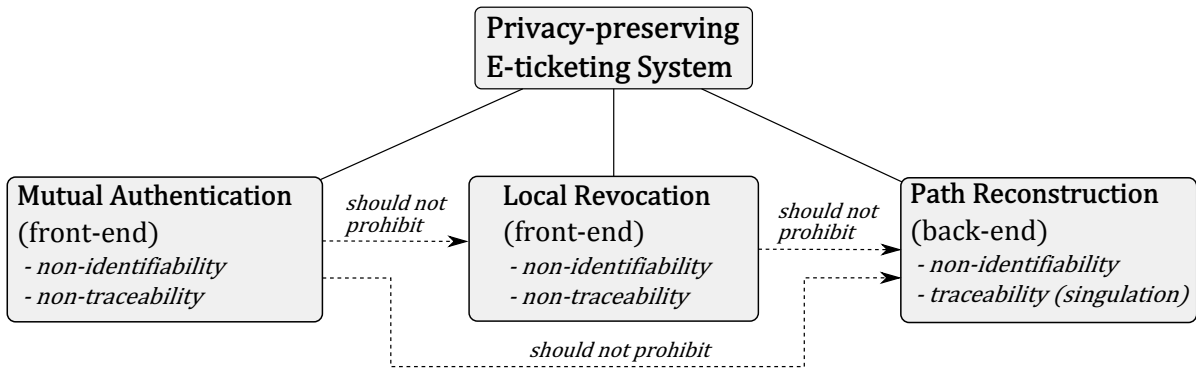 Privacy-preserving
E-ticketing System
Mutual Authentication
(front-end)
- non-identifiability
- non-traceability
should not
prohibit
Local Revocation
(front-end)
- non-identifiability
- non-traceability
should not
prohibit
Path Reconstruction
(back-end)
- non-identifiability
- traceability (singulation)
should not prohibit